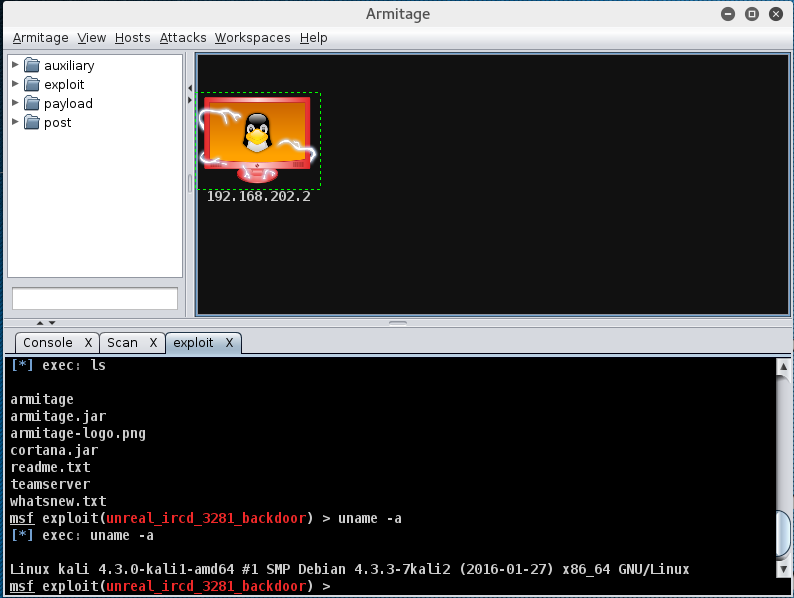 Armitage
Armitage View Hosts Attacks Workspaces Help
auxiliary
exploit
payload
post
192.168.202.2
Console X Scan X exploit X
[*] exec: ls
armitage
armitage.jar
armitage-logo.png
cortana.jar
readme.txt
teamserver
whatsnew.txt
msf exploit(unreal_ircd_3281_backdoor) > uname -a
[*] exec: uname -a
Linux kali 4.3.0-kali1-amd64 #1 SMP Debian 4.3.3-7kali2 (2016-01-27) x86_64 GNU/Linux
msf exploit(unreal_ircd_3281_backdoor) >